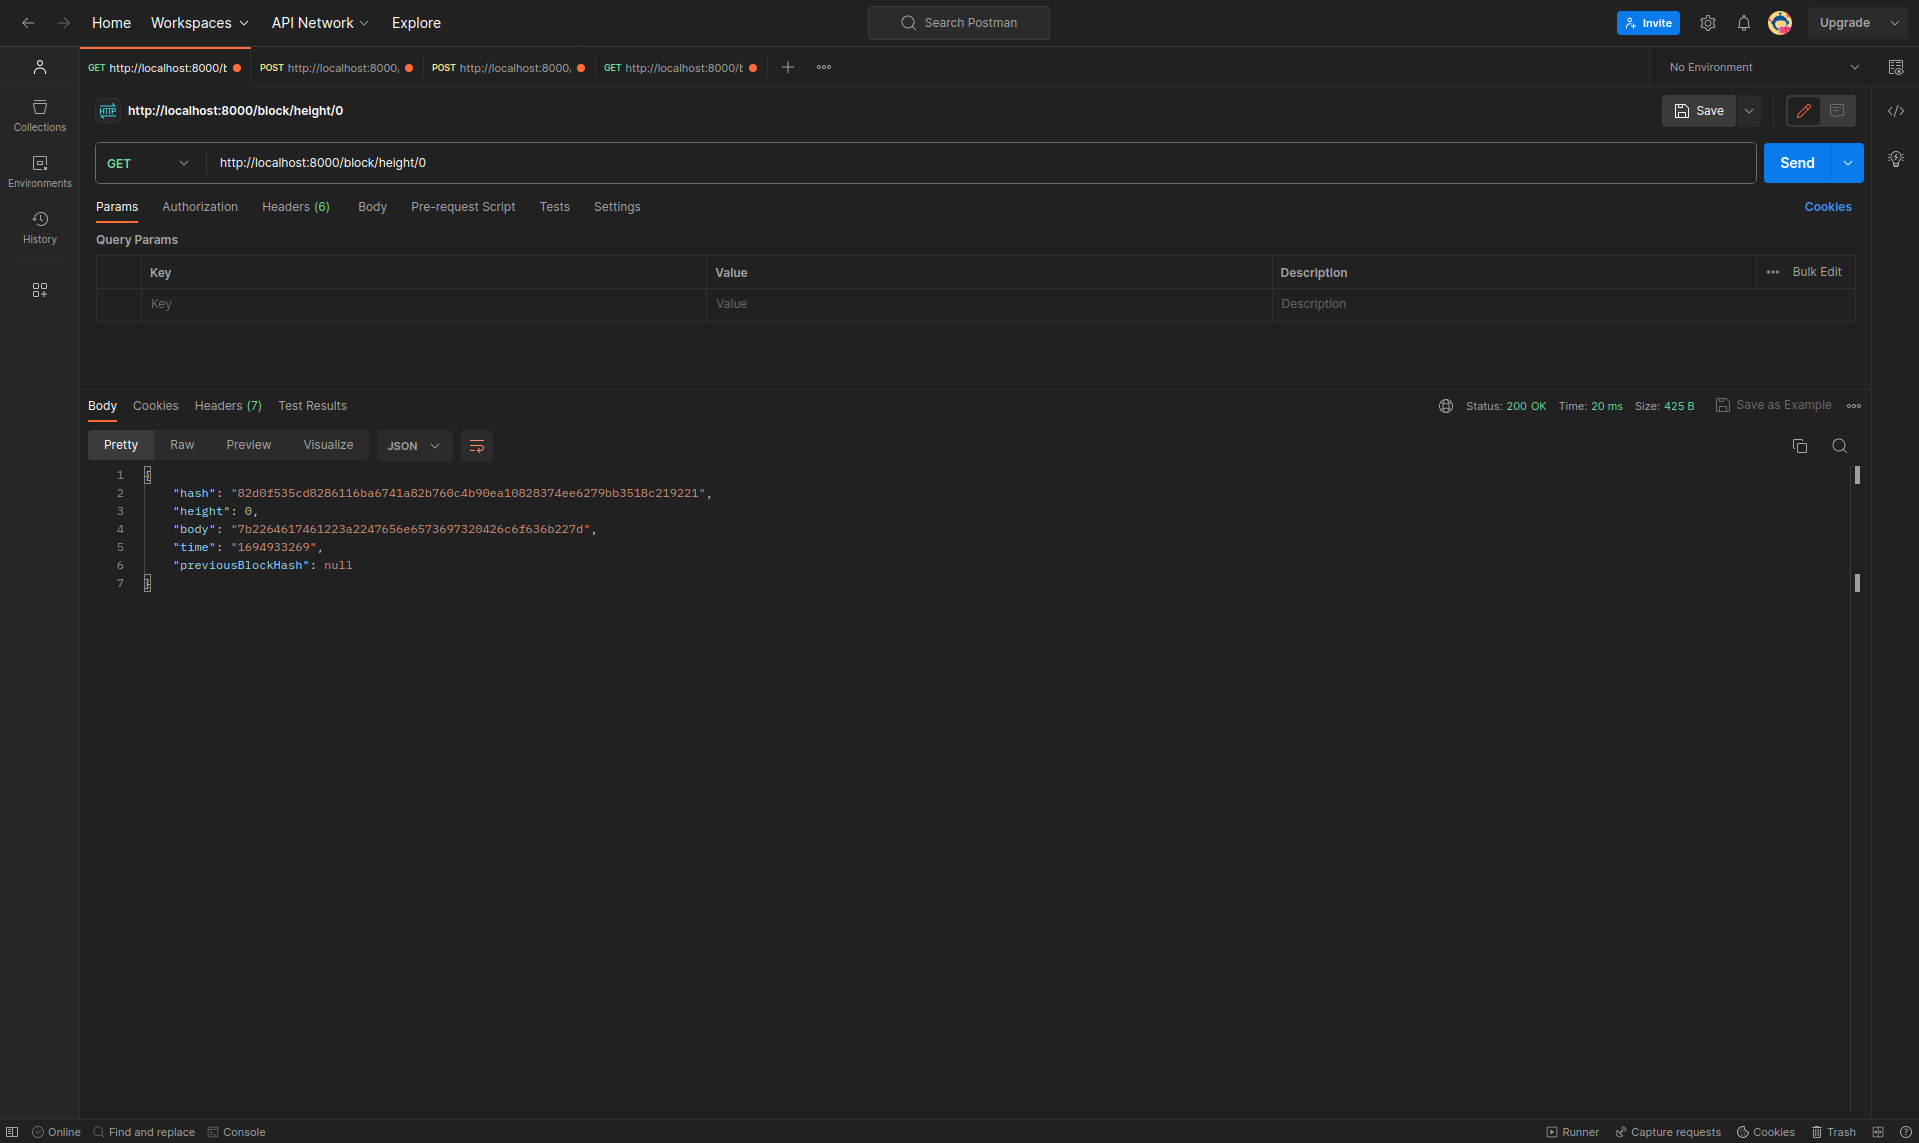 Home Workspaces API Network Explore Search Postman Invite Upgrade
GET http://localhost:8000/b POST http://localhost:8000/ POST http://localhost:8000/ GET http://localhost:8000/b No Environment
HTTP http://localhost:8000/block/height/0 Save
Collections
Environments
History
GET http://localhost:8000/block/height/0 Send
Params Authorization Headers (6) Body Pre-request Script Tests Settings Cookies
Query Params
Key Value Description Bulk Edit
Key Value Description
Body Cookies Headers (7) Test Results Status: 200 OK Time: 20 ms Size: 425 B Save as Example
Pretty Raw Preview Visualize JSON
1 {
2 "hash": "82d0f535cd8286116ba6741a82b760c4b90ea10828374ee6279bb3518c219221",
3 "height": 0,
4 "body": "7b2264617461223a2247656e6573697320426c6f636b227d",
5 "time": "1694933269",
6 "previousBlockHash": null
7 }
Online Find and replace Console Runner Capture requests Cookies Trash